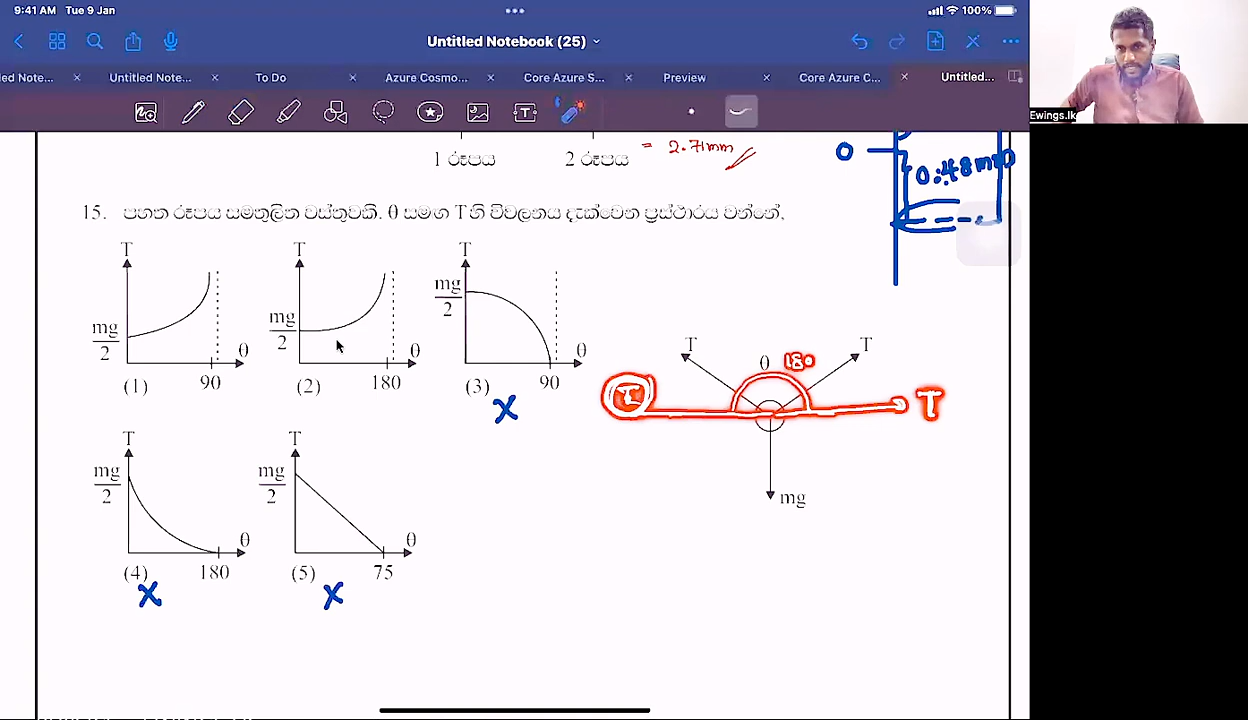 9:41 AM Tue 9 Jan
100%
Untitled Notebook (25)
led Note...
Untitled Note...
To Do
Azure Cosmo...
Core Azure S...
Preview
Core Azure C...
Untitled...
Ewings.lk
1 රූපය
2 රූපය
= 2.71mm
0
0.48mm
15. පහත රූපය සමතුලිත වස්තුවකි. θ සමඟ T හි විචලනය දැක්වෙන ප්‍රස්ථාරය වන්නේ,
T
mg/2
θ
(1)
90
T
mg/2
θ
(2)
180
T
mg/2
θ
(3)
90
X
T
mg/2
θ
(4)
180
X
T
mg/2
θ
(5)
75
X
T
θ
180
T
T
T
mg